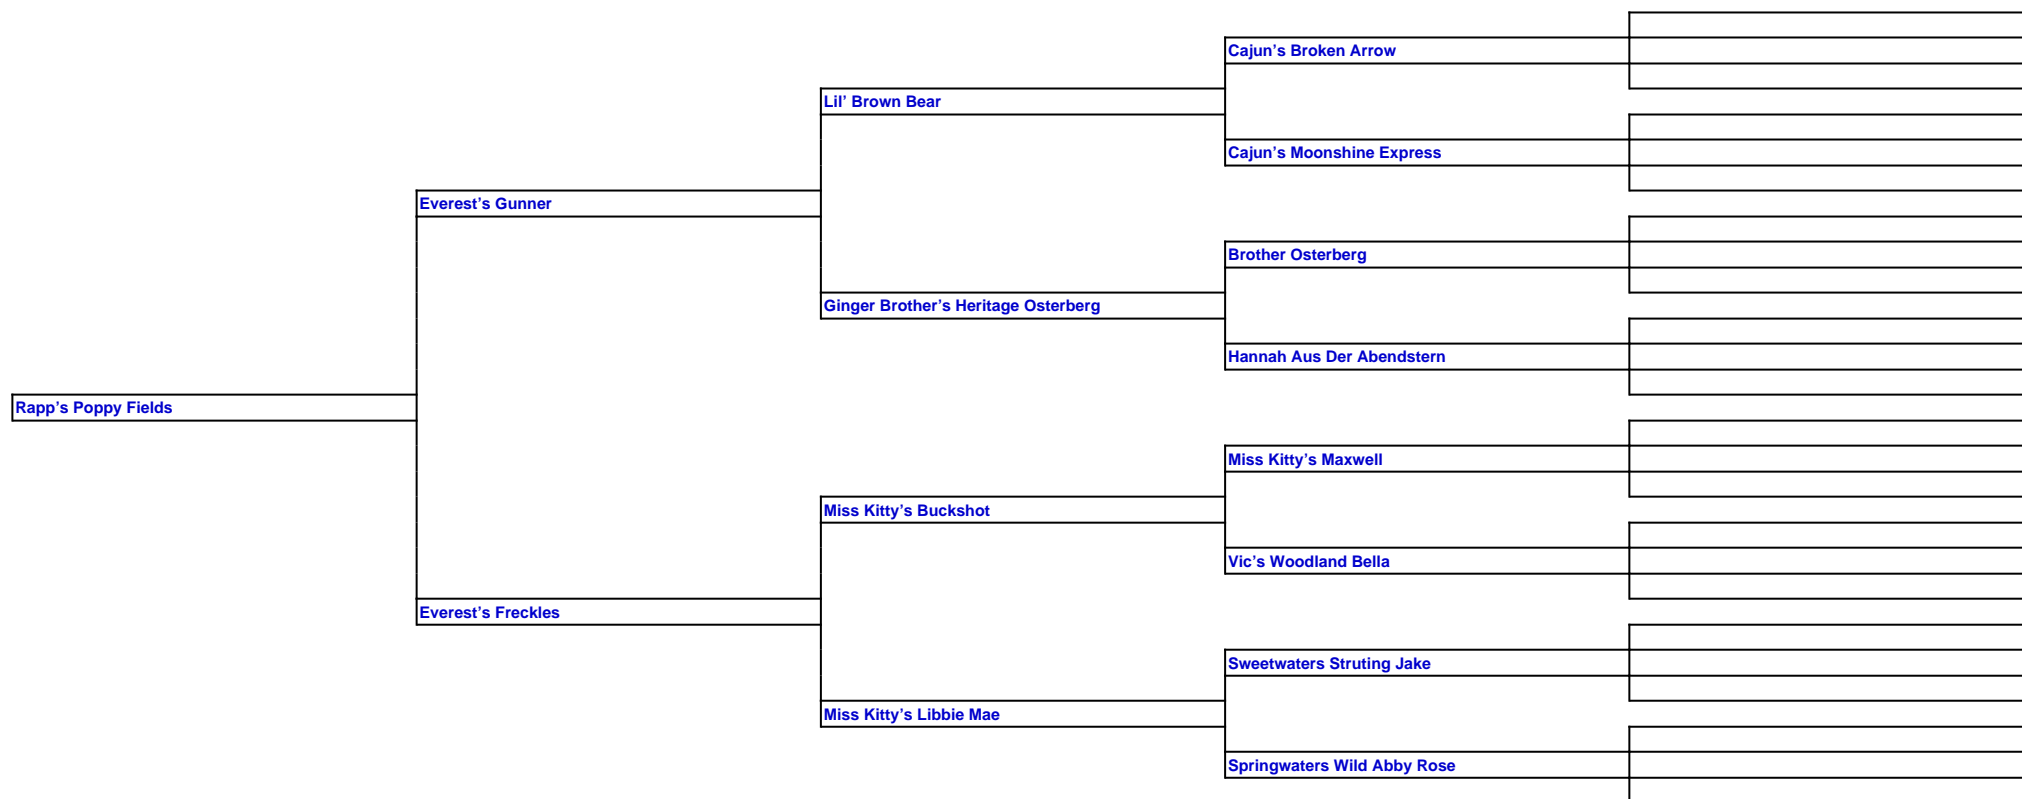 Cajun’s Broken Arrow
Lil’ Brown Bear
Cajun’s Moonshine Express
Everest’s Gunner
Brother Osterberg
Ginger Brother’s Heritage Osterberg
Hannah Aus Der Abendstern
Rapp’s Poppy Fields
Miss Kitty’s Maxwell
Miss Kitty’s Buckshot
Vic’s Woodland Bella
Everest’s Freckles
Sweetwaters Struting Jake
Miss Kitty’s Libbie Mae
Springwaters Wild Abby Rose